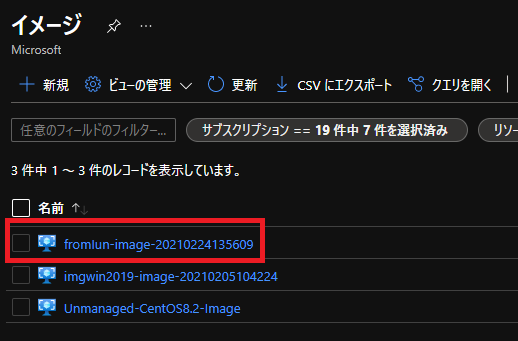 イメージ
Microsoft
新規 ビューの管理 更新 CSV にエクスポート クエリを開く
任意のフィールドのフィルター... サブスクリプション == 19 件中 7 件を選択済み リソー
3 件中 1 ～ 3 件のレコードを表示しています。
名前 ↑↓
fromlun-image-20210224135609
imgwin2019-image-20210205104224
Unmanaged-CentOS8.2-Image